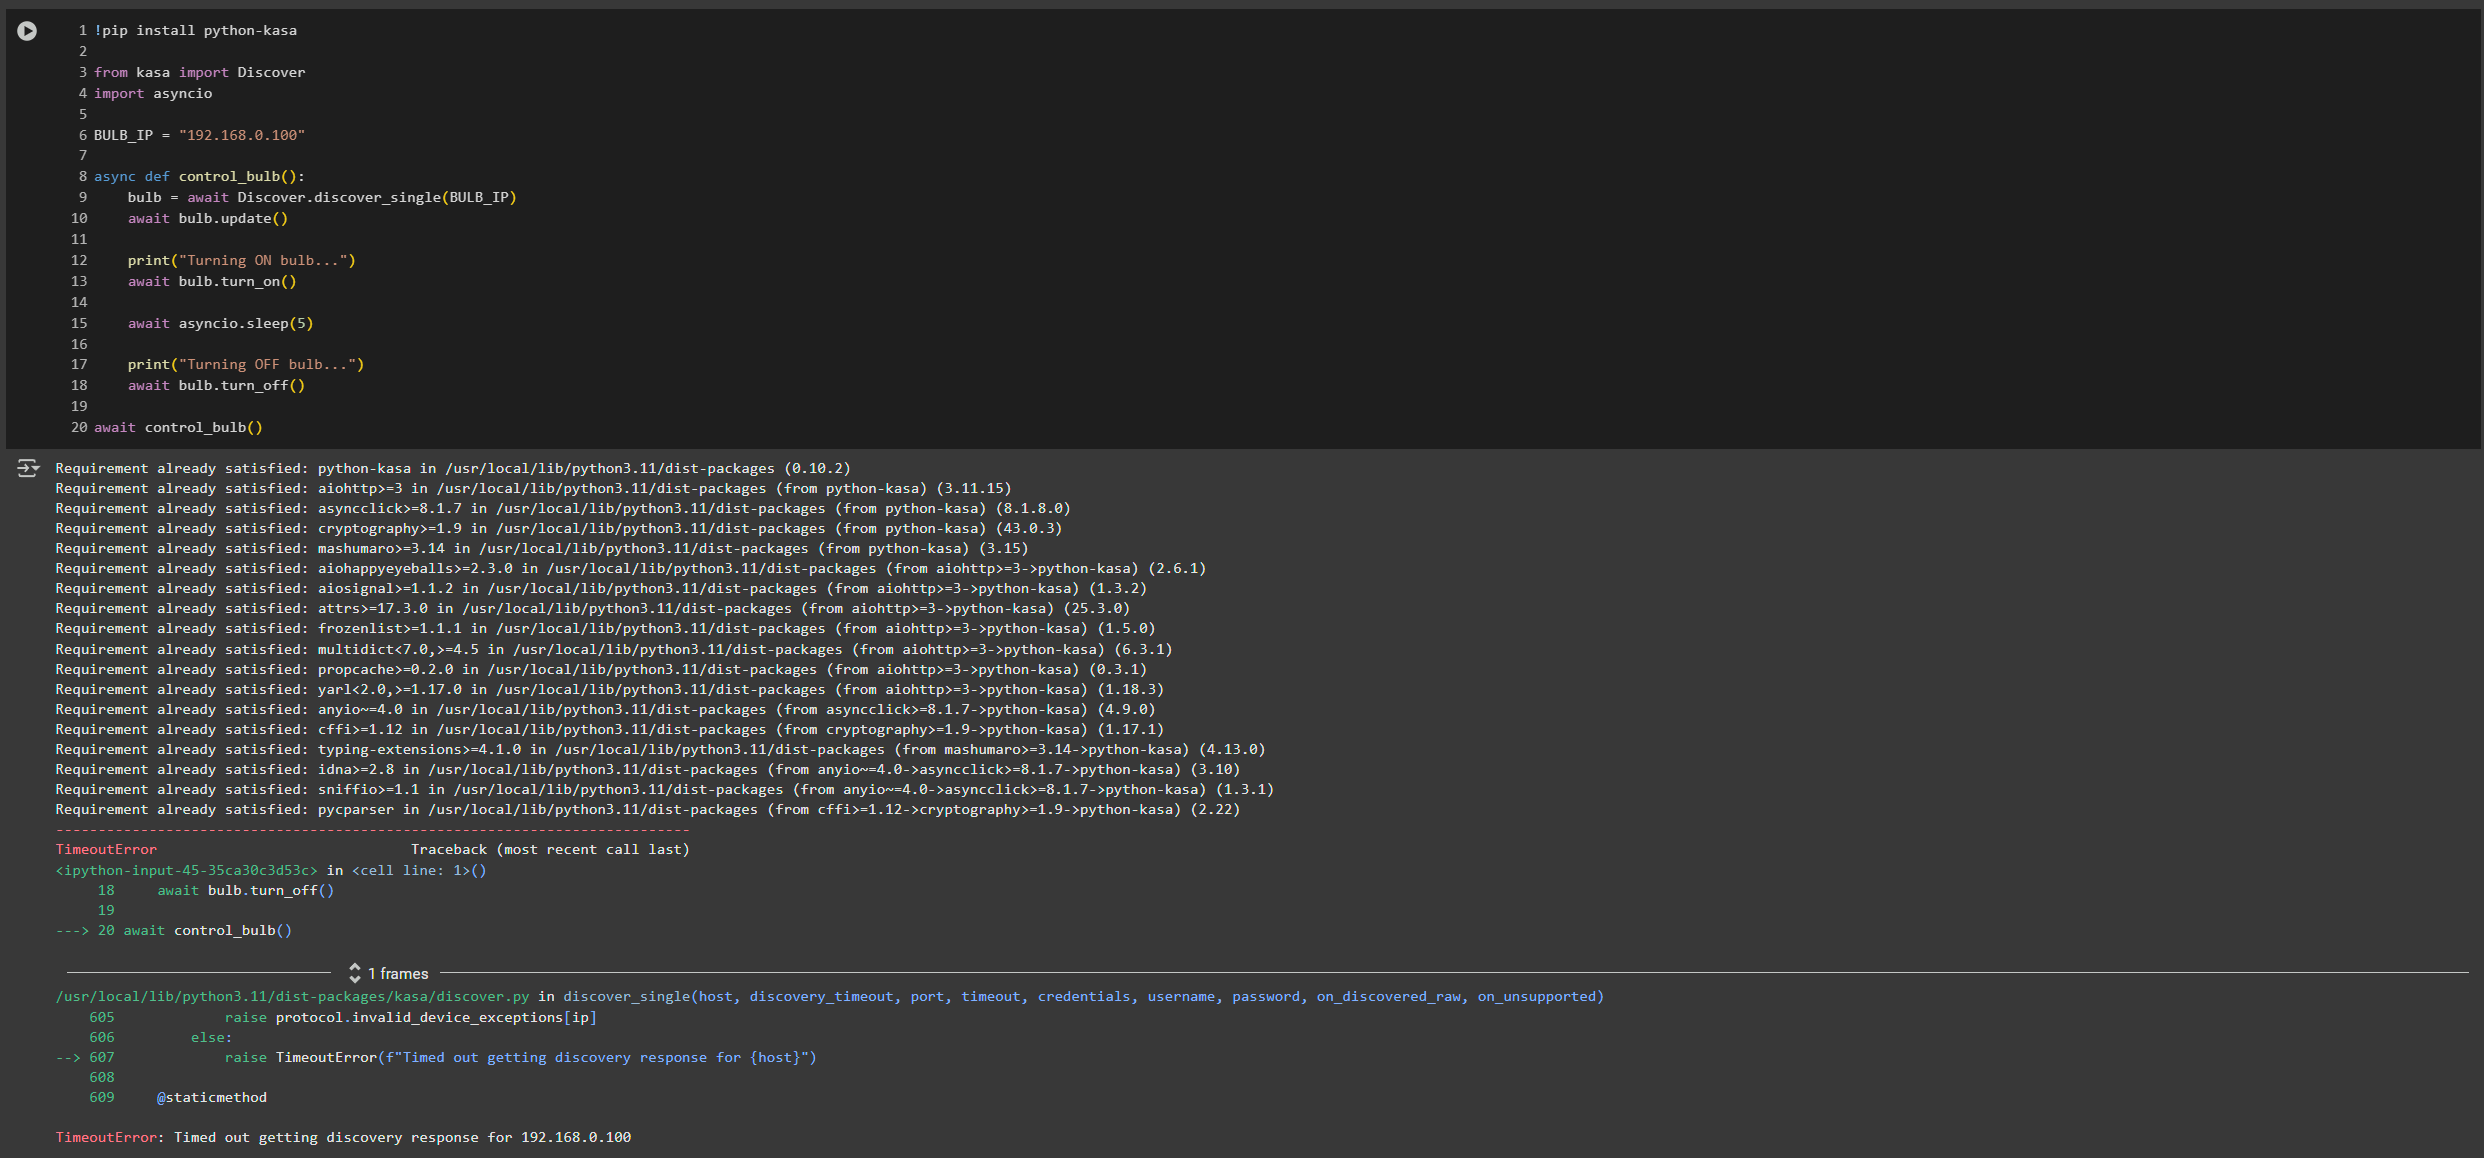 1 !pip install python-kasa
2
3 from kasa import Discover
4 import asyncio
5
6 BULB_IP = "192.168.0.100"
7
8 async def control_bulb():
9     bulb = await Discover.discover_single(BULB_IP)
10     await bulb.update()
11
12     print("Turning ON bulb...")
13     await bulb.turn_on()
14
15     await asyncio.sleep(5)
16
17     print("Turning OFF bulb...")
18     await bulb.turn_off()
19
20 await control_bulb()
Requirement already satisfied: python-kasa in /usr/local/lib/python3.11/dist-packages (0.10.2)
Requirement already satisfied: aiohttp>=3 in /usr/local/lib/python3.11/dist-packages (from python-kasa) (3.11.15)
Requirement already satisfied: asyncclick>=8.1.7 in /usr/local/lib/python3.11/dist-packages (from python-kasa) (8.1.8.0)
Requirement already satisfied: cryptography>=1.9 in /usr/local/lib/python3.11/dist-packages (from python-kasa) (43.0.3)
Requirement already satisfied: mashumaro>=3.14 in /usr/local/lib/python3.11/dist-packages (from python-kasa) (3.15)
Requirement already satisfied: aiohappyeyeballs>=2.3.0 in /usr/local/lib/python3.11/dist-packages (from aiohttp>=3->python-kasa) (2.6.1)
Requirement already satisfied: aiosignal>=1.1.2 in /usr/local/lib/python3.11/dist-packages (from aiohttp>=3->python-kasa) (1.3.2)
Requirement already satisfied: attrs>=17.3.0 in /usr/local/lib/python3.11/dist-packages (from aiohttp>=3->python-kasa) (25.3.0)
Requirement already satisfied: frozenlist>=1.1.1 in /usr/local/lib/python3.11/dist-packages (from aiohttp>=3->python-kasa) (1.5.0)
Requirement already satisfied: multidict<7.0,>=4.5 in /usr/local/lib/python3.11/dist-packages (from aiohttp>=3->python-kasa) (6.3.1)
Requirement already satisfied: propcache>=0.2.0 in /usr/local/lib/python3.11/dist-packages (from aiohttp>=3->python-kasa) (0.3.1)
Requirement already satisfied: yarl<2.0,>=1.17.0 in /usr/local/lib/python3.11/dist-packages (from aiohttp>=3->python-kasa) (1.18.3)
Requirement already satisfied: anyio~=4.0 in /usr/local/lib/python3.11/dist-packages (from asyncclick>=8.1.7->python-kasa) (4.9.0)
Requirement already satisfied: cffi>=1.12 in /usr/local/lib/python3.11/dist-packages (from cryptography>=1.9->python-kasa) (1.17.1)
Requirement already satisfied: typing-extensions>=4.1.0 in /usr/local/lib/python3.11/dist-packages (from mashumaro>=3.14->python-kasa) (4.13.0)
Requirement already satisfied: idna>=2.8 in /usr/local/lib/python3.11/dist-packages (from anyio~=4.0->asyncclick>=8.1.7->python-kasa) (3.10)
Requirement already satisfied: sniffio>=1.1 in /usr/local/lib/python3.11/dist-packages (from anyio~=4.0->asyncclick>=8.1.7->python-kasa) (1.3.1)
Requirement already satisfied: pycparser in /usr/local/lib/python3.11/dist-packages (from cffi>=1.12->cryptography>=1.9->python-kasa) (2.22)
---------------------------------------------------------------------------
TimeoutError                              Traceback (most recent call last)
<ipython-input-45-35ca30c3d53c> in <cell line: 1>()
     18     await bulb.turn_off()
     19
---> 20 await control_bulb()
1 frames
/usr/local/lib/python3.11/dist-packages/kasa/discover.py in discover_single(host, discovery_timeout, port, timeout, credentials, username, password, on_discovered_raw, on_unsupported)
    605             raise protocol.invalid_device_exceptions[ip]
    606         else:
--> 607             raise TimeoutError(f"Timed out getting discovery response for {host}")
    608
    609     @staticmethod
TimeoutError: Timed out getting discovery response for 192.168.0.100